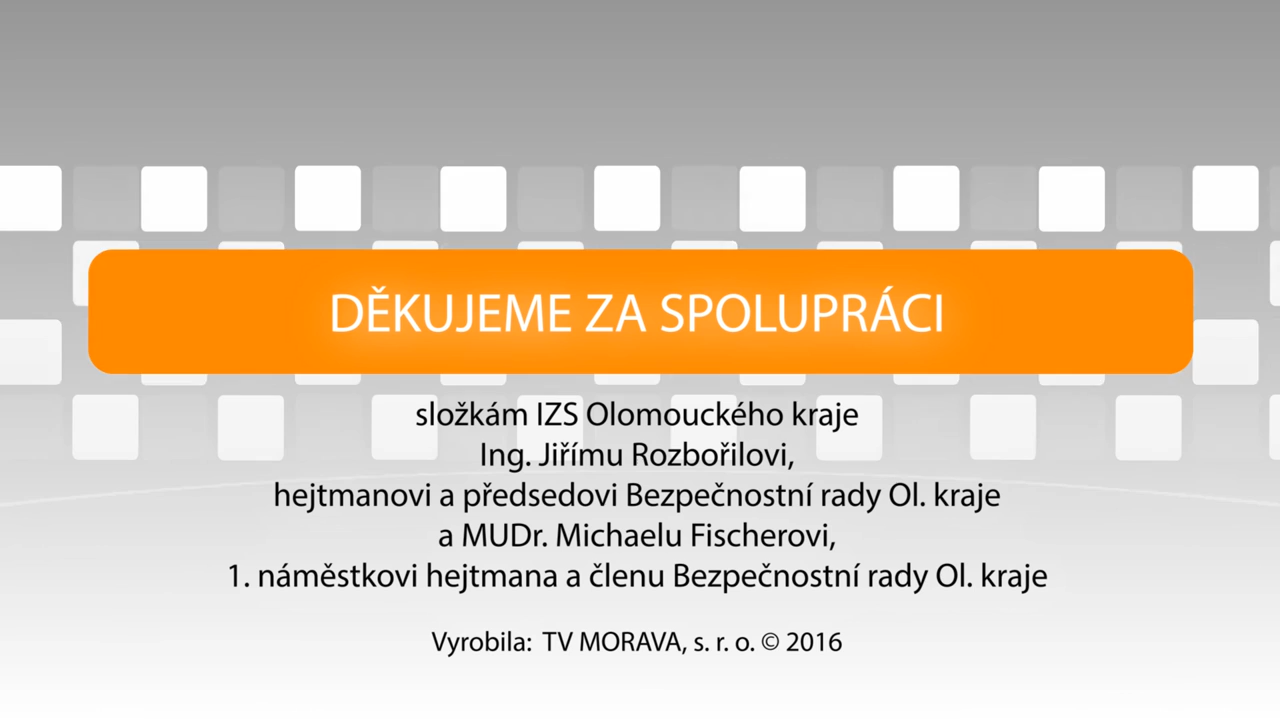 DĚKUJEME ZA SPOLUPRÁCI
složkám IZS Olomouckého kraje
Ing. Jiřímu Rozbořilovi,
hejtmanovi a předsedovi Bezpečnostní rady Ol. kraje
a MUDr. Michaelu Fischerovi,
1. náměstkovi hejtmana a členu Bezpečnostní rady Ol. kraje
Vyrobila: TV MORAVA, s. r. o. © 2016